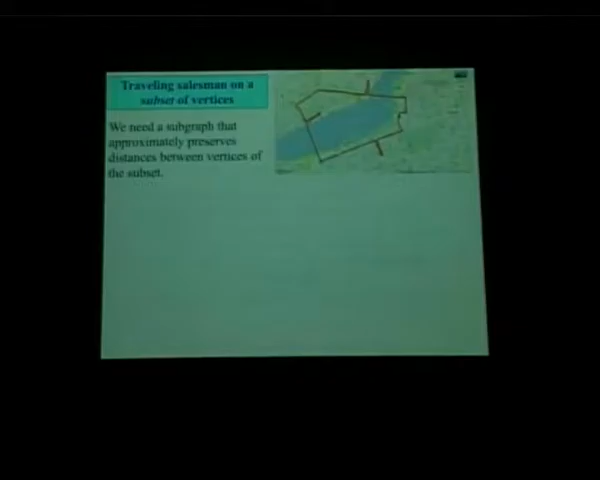 Traveling salesman on a
subset of vertices
We need a subgraph that
approximately preserves
distances between vertices of
the subset.